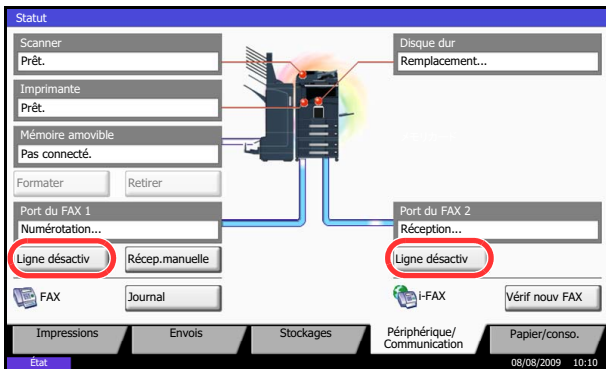 Statut
Scanner
Prêt.
Disque dur
Remplacement...
Imprimante
Prêt.
Mémoire amovible
Pas connecté.
Formater
Retirer
Port du FAX 1
Numérotation...
Port du FAX 2
Réception...
Ligne désactiv
Récep.manuelle
Ligne désactiv
FAX
Journal
i-FAX
Vérif nouv FAX
Impressions
Envois
Stockages
Périphérique/
Communication
Papier/conso.
État
08/08/2009 10:10